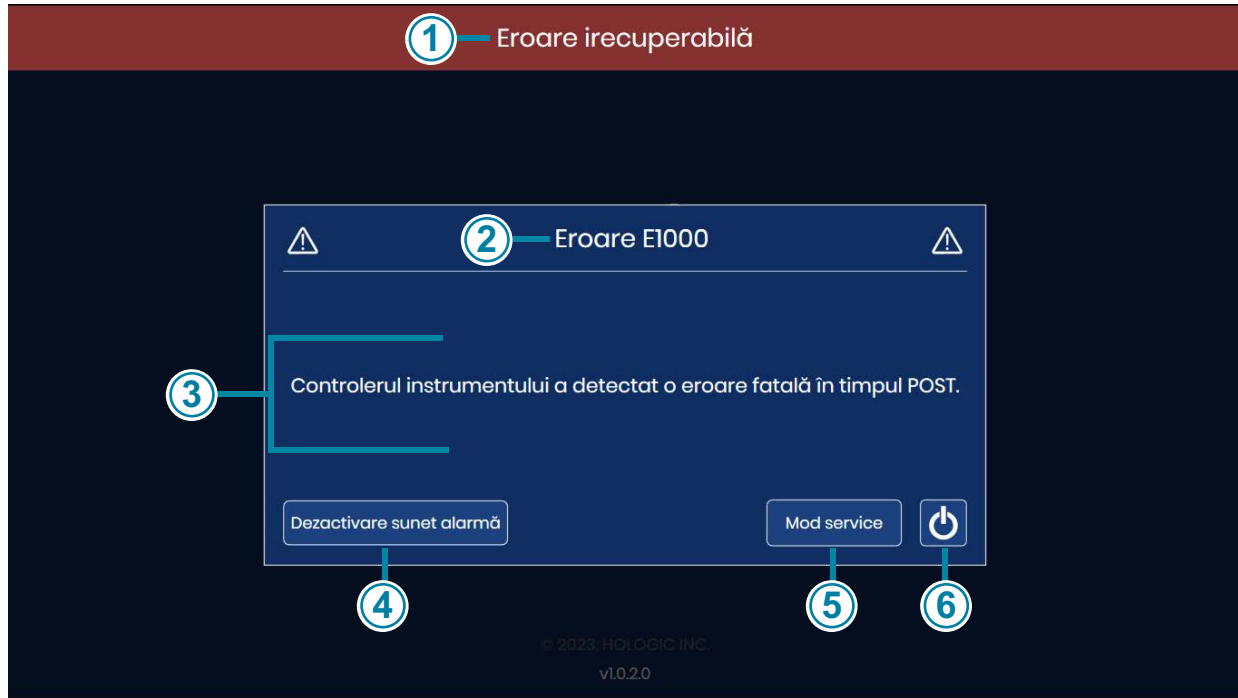 1 Eroare irecuperabilă
2 Eroare E1000
3 Controlerul instrumentului a detectat o eroare fatală în timpul POST.
Dezactivare sunet alarmă Mod service
4 5 6
© 2023, HOLOGIC INC.
v1.0.2.0